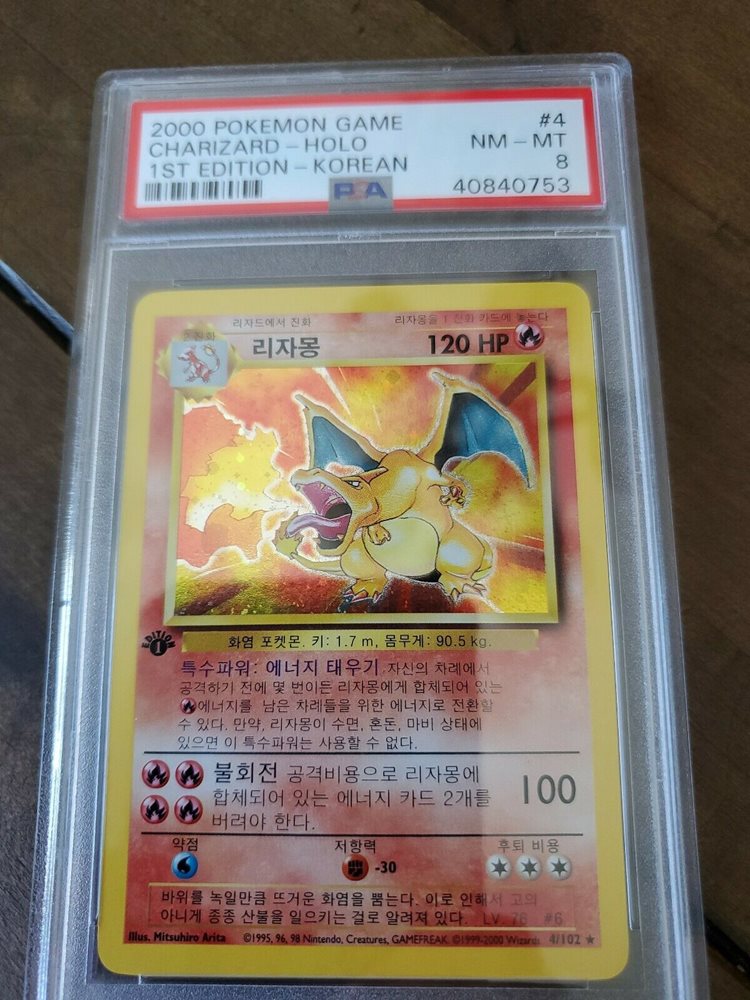 2000 POKEMON GAME #4
CHARIZARD-HOLO NM-MT
1ST EDITION-KOREAN 8
PSA 40840753
리자드에서 진화 리자몽을 1 진화 카드에 놓는다
리자몽 120 HP
EDITION 1
화염 포켓몬. 키: 1.7 m, 몸무게: 90.5 kg.
특수파워: 에너지 태우기 자신의 차례에서
공격하기 전에 몇 번이든 리자몽에게 합체되어 있는
에너지를 남은 차례들을 위한 에너지로 전환할
수 있다. 만약, 리자몽이 수면, 혼돈, 마비 상태에
있으면 이 특수파워는 사용할 수 없다.
불회전 공격비용으로 리자몽에
합체되어 있는 에너지 카드 2개를 100
버려야 한다.
약점 저항력 후퇴 비용
-30
바위를 녹일만큼 뜨거운 화염을 뿜는다. 이로 인해서 고의
아니게 종종 산불을 일으키는 걸로 알려져 있다. LV. 76 #6
Illus. Mitsuhiro Arita ©1995, 96, 98 Nintendo, Creatures, GAMEFREAK. ©1999-2000 Wizards. 4/102 ★